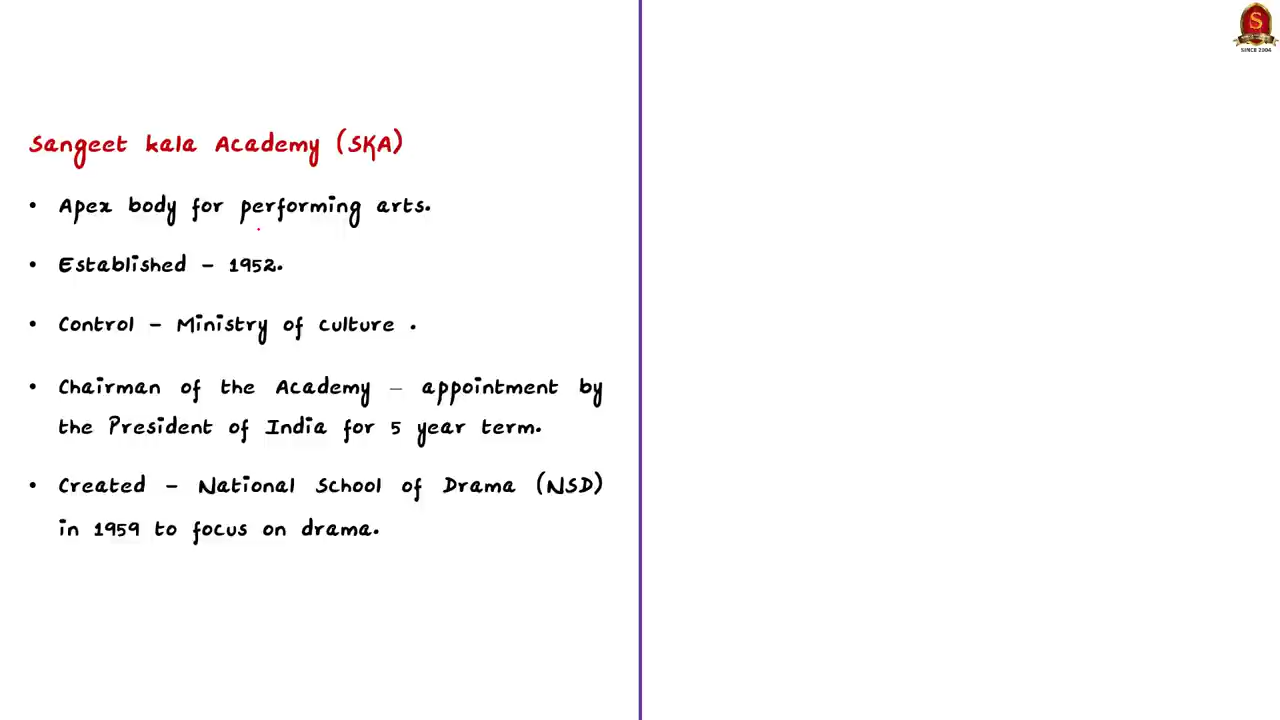 Sangeet kala Academy (SKA)
• Apex body for performing arts.
• Established - 1952.
• Control - Ministry of culture .
• Chairman of the Academy – appointment by
the President of India for 5 year term.
• Created - National School of Drama (NSD)
in 1959 to focus on drama.
S
SINCE 2004